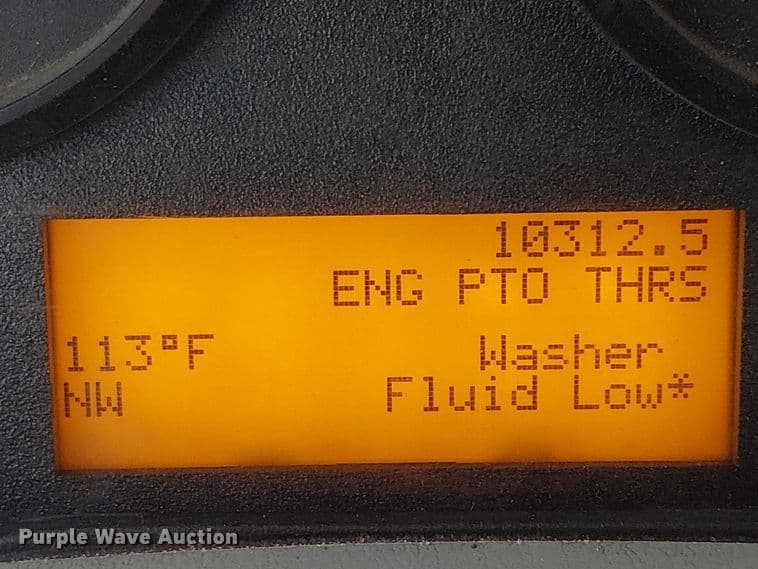 10312.5
ENG PTO THRS
113°F
Washer
NW
Fluid Low*
Purple Wave Auction